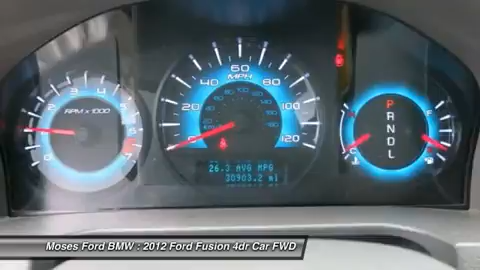 60
40 MPH 80
20 100
0 120
RPM x 1000
P
R
N
D
L
F
C
26.3 AVG MPG
30903.2 mi
Moses Ford BMW : 2012 Ford Fusion 4dr Car FWD